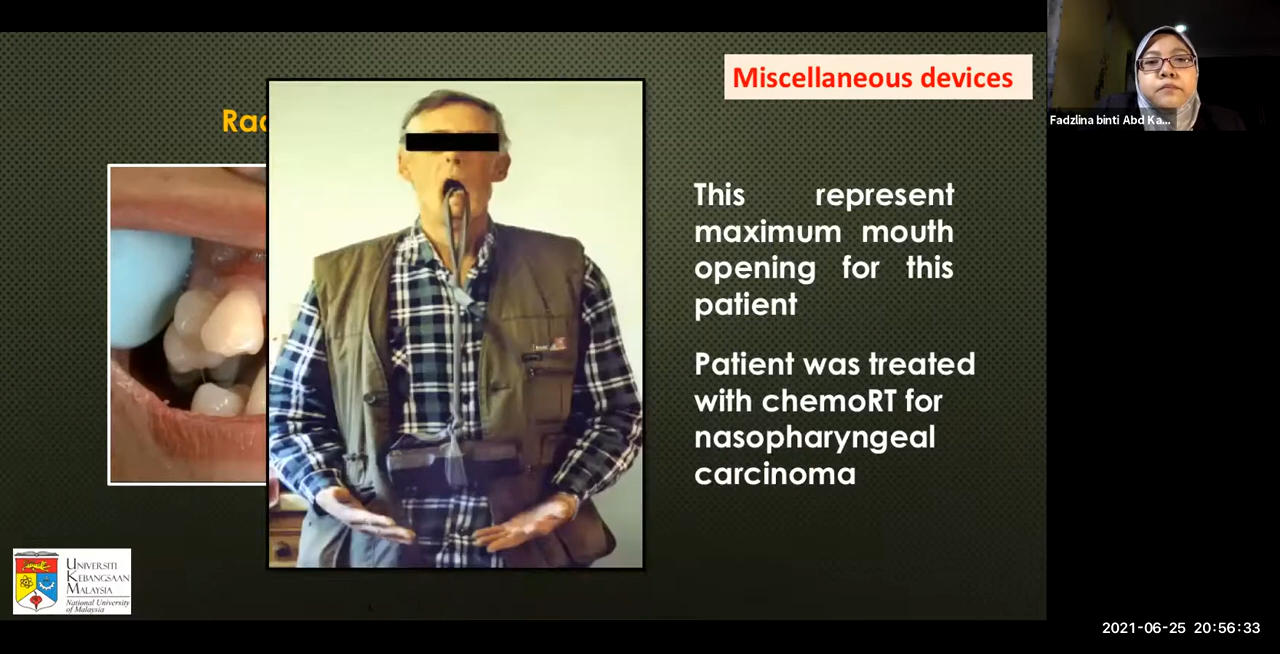 Miscellaneous devices
Fadzlina binti Abd Ka...
This represent
maximum mouth
opening for this
patient
Patient was treated
with chemoRT for
nasopharyngeal
carcinoma
UNIVERSITI
KEBANGSAAN
MALAYSIA
National University
of Malaysia
2021-06-25 20:56:33